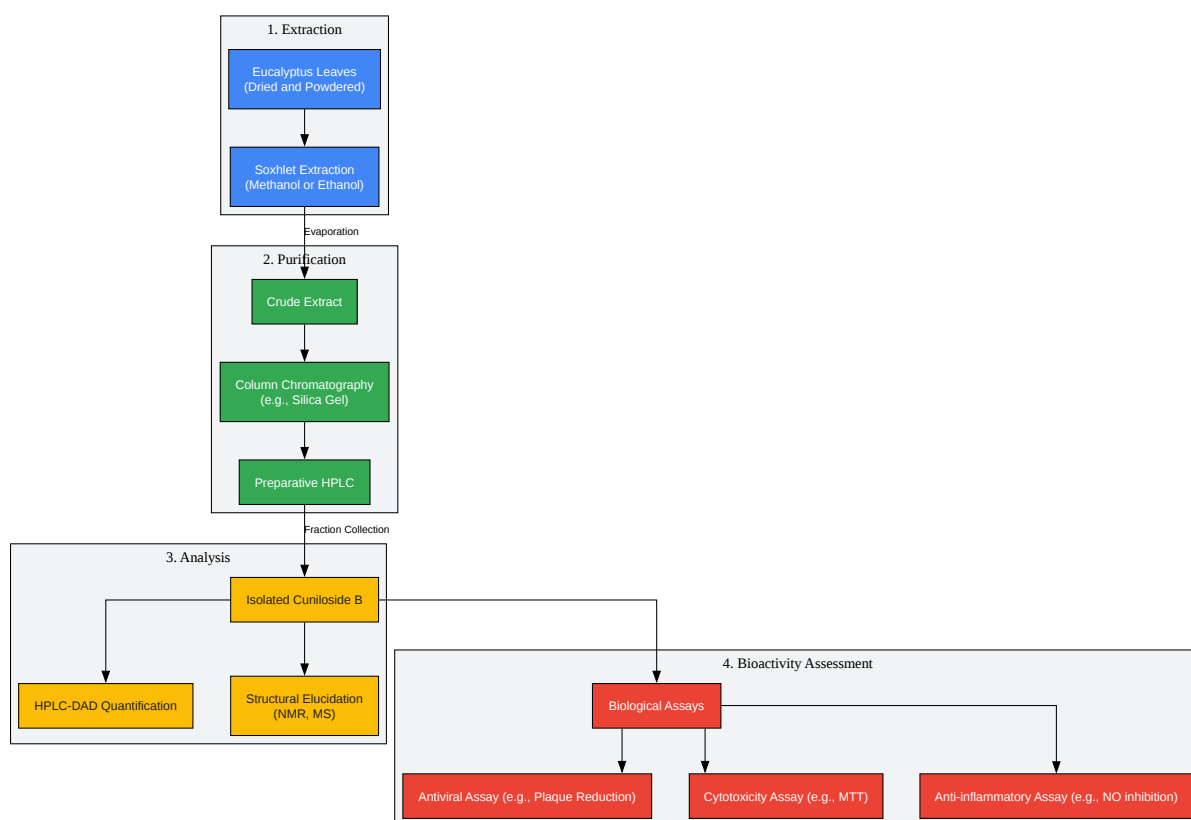 1. Extraction
Eucalyptus Leaves
(Dried and Powdered)
Soxhlet Extraction
(Methanol or Ethanol)
Evaporation
2. Purification
Crude Extract
Column Chromatography
(e.g., Silica Gel)
Preparative HPLC
Fraction Collection
3. Analysis
Isolated Cuniloside B
HPLC-DAD Quantification
Structural Elucidation
(NMR, MS)
4. Bioactivity Assessment
Biological Assays
Antiviral Assay (e.g., Plaque Reduction)
Cytotoxicity Assay (e.g., MTT)
Anti-inflammatory Assay (e.g., NO inhibition)